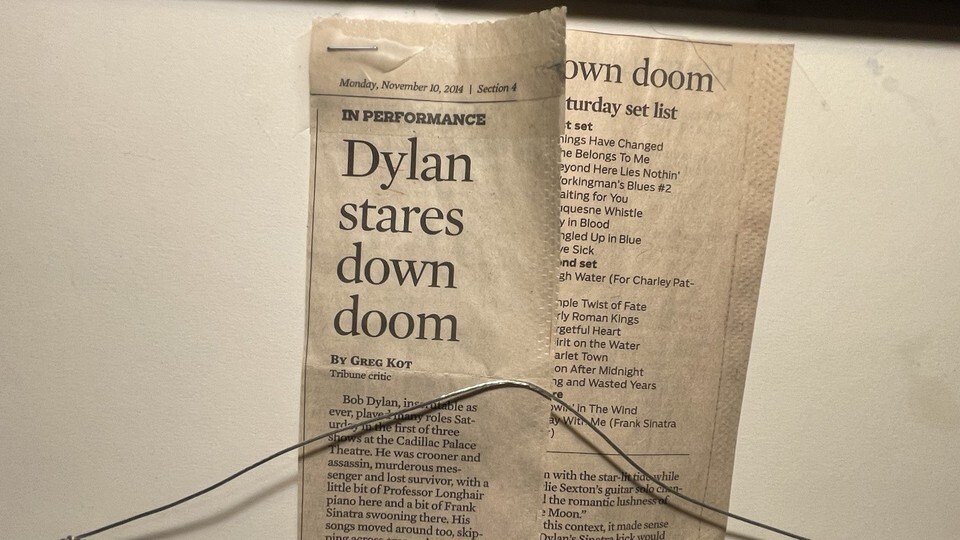 Monday, November 10, 2014 | Section 4
IN PERFORMANCE
Dylan
stares
down
doom
BY GREG KOT
Tribune critic
Bob Dylan, inscrutable as
ever, played many roles Sat-
urday in the first of three
shows at the Cadillac Palace
Theatre. He was crooner and
assassin, murderous mes-
senger and lost survivor, with a
little bit of Professor Longhair
piano here and a bit of Frank
Sinatra swooning there. His
songs moved around too, skip-
ping across
own doom
turday set list
t set
hings Have Changed
he Belongs To Me
eyond Here Lies Nothin'
orkingman's Blues #2
aiting for You
uquesne Whistle
y in Blood
ngled Up in Blue
ve Sick
ond set
gh Water (For Charley Pat-
mple Twist of Fate
rly Roman Kings
rgetful Heart
irit on the Water
arlet Town
on After Midnight
ng and Wasted Years
re
owin' in The Wind
ay With Me (Frank Sinatra
r)
n with the star-lit tide while
lie Sexton's guitar solo chan-
l the romantic lushness of
e Moon."
this context, it made sense
Dylan's Sinatra kick would